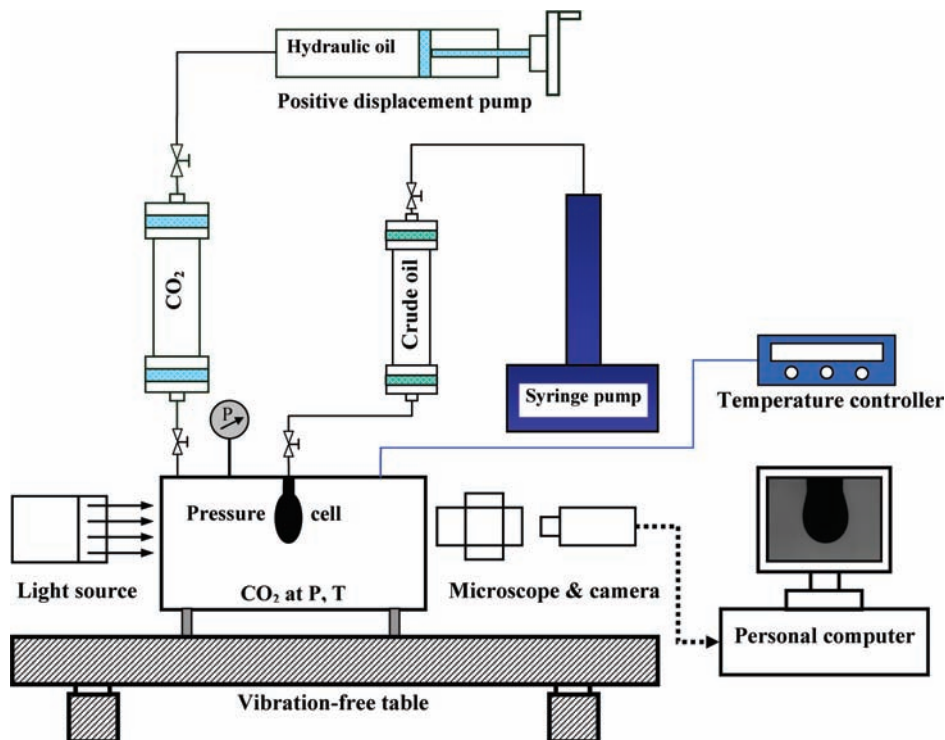 Hydraulic oil
Positive displacement pump
CO₂
Crude oil
Syringe pump
Temperature controller
P
Pressure cell
Light source
CO₂ at P, T
Microscope & camera
Personal computer
Vibration-free table